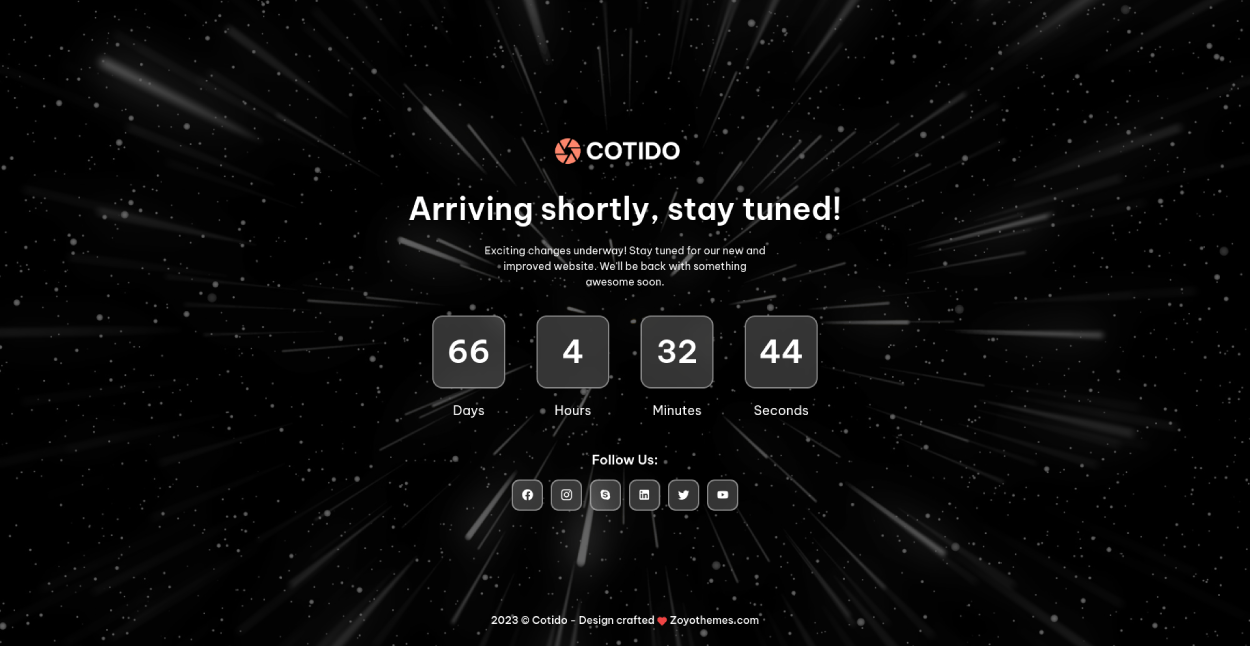 COTIDO
Arriving shortly, stay tuned!
Exciting changes underway! Stay tuned for our new and
improved website. We'll be back with something
awesome soon.
66 4 32 44
Days Hours Minutes Seconds
Follow Us:
2023 © Cotido - Design crafted ❤ Zoyothemes.com